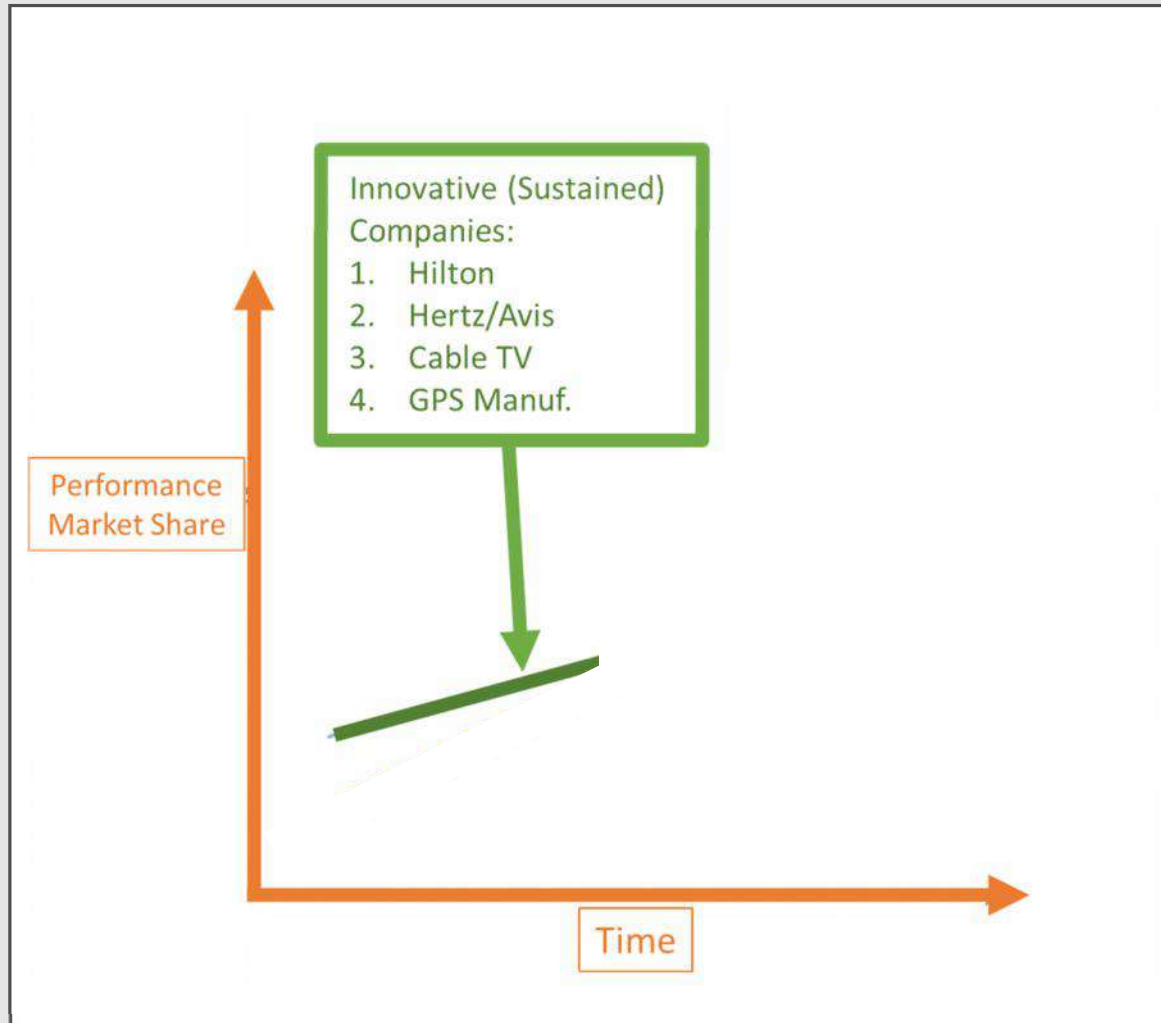 Innovative (Sustained)
Companies:
1. Hilton
2. Hertz/Avis
3. Cable TV
4. GPS Manuf.
Performance
Market Share
Time